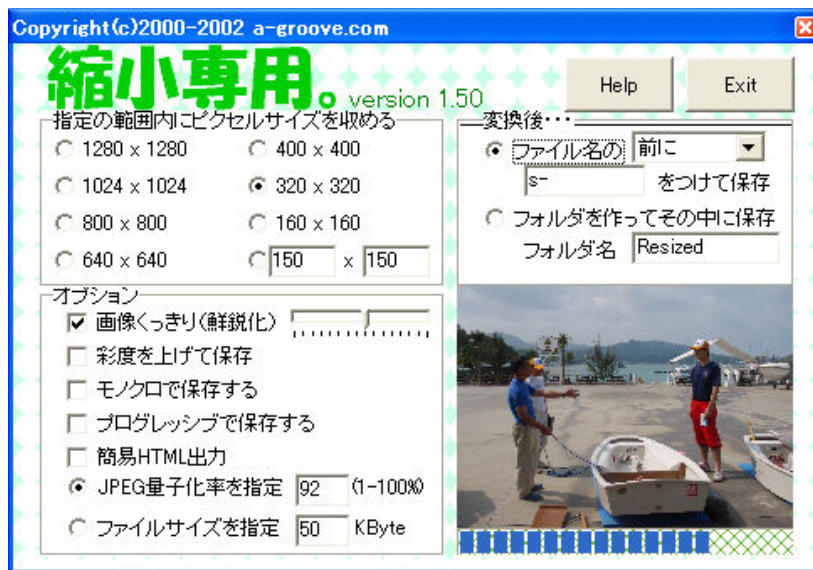 Copyright(c)2000-2002 a-groove.com
縮小専用。version 1.50
Help
Exit
指定の範囲内にピクセルサイズを収める
1280 x 1280
400 x 400
1024 x 1024
320 x 320
800 x 800
160 x 160
640 x 640
150 x 150
変換後・・・
ファイル名の 前に
s- をつけて保存
フォルダを作ってその中に保存
フォルダ名 Resized
オプション
画像くっきり(鮮鋭化)
彩度を上げて保存
モノクロで保存する
プログレッシブで保存する
簡易HTML出力
JPEG量子化率を指定 92 (1-100%)
ファイルサイズを指定 50 KByte